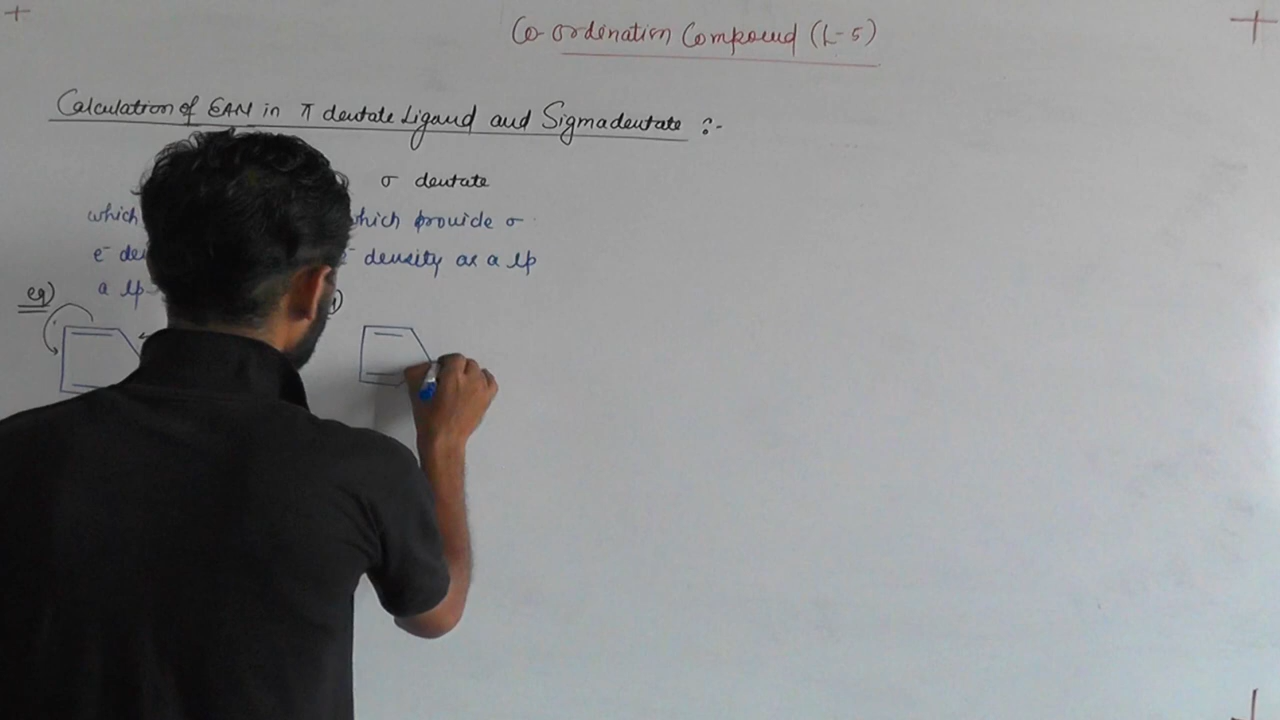 Co-ordination Compound (L-5)
Calculation of EAN in π dentate Ligand and Sigmadentate :-
σ dentate
which which provide σ
e⁻ de e⁻ density as a lp
a lp
eg)